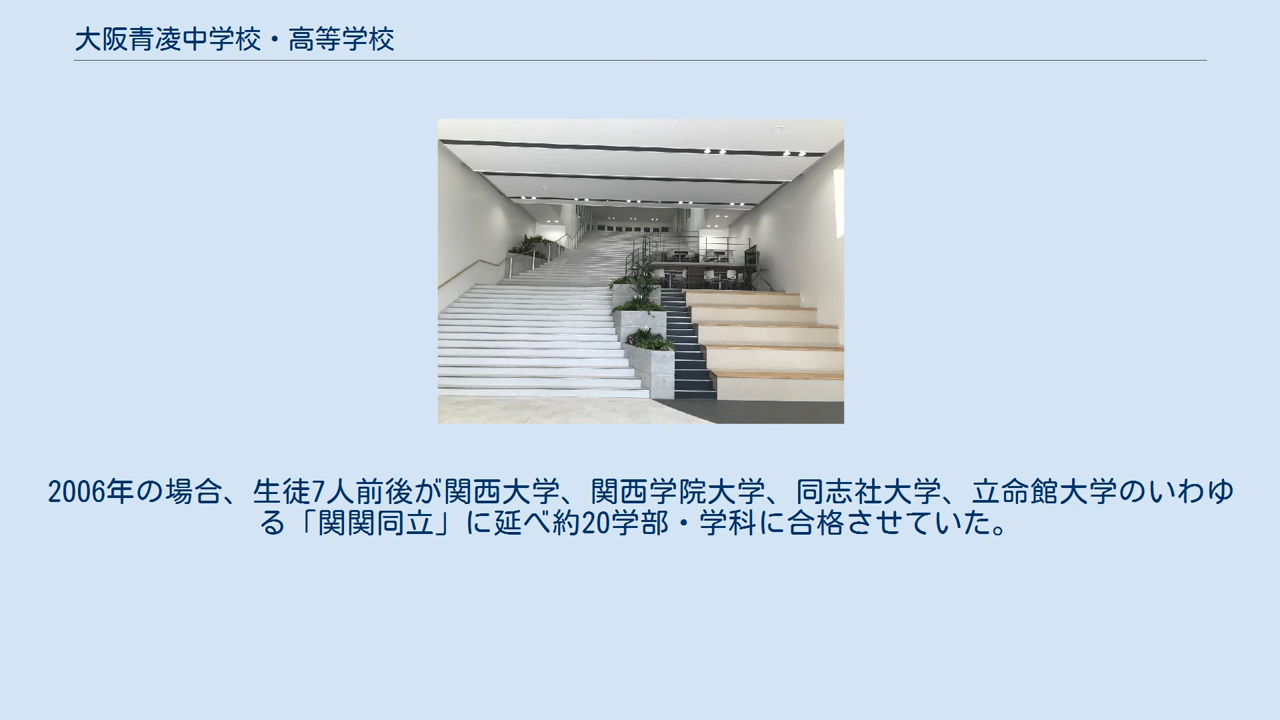 大阪青凌中学校・高等学校
2006年の場合、生徒7人前後が関西大学、関西学院大学、同志社大学、立命館大学のいわゆ
る「関関同立」に延べ約20学部・学科に合格させていた。